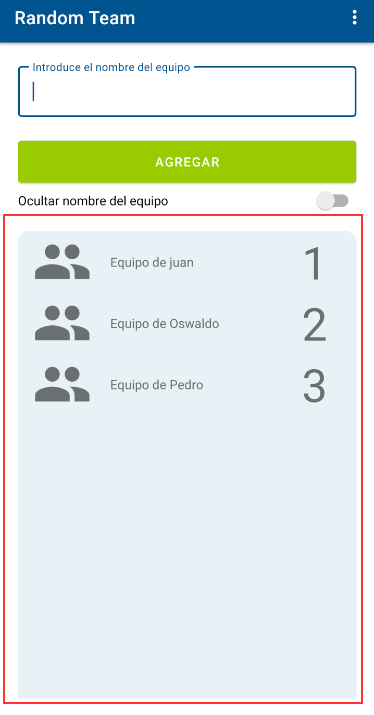 Random Team
Introduce el nombre del equipo
AGREGAR
Ocultar nombre del equipo
Equipo de juan 1
Equipo de Oswaldo 2
Equipo de Pedro 3